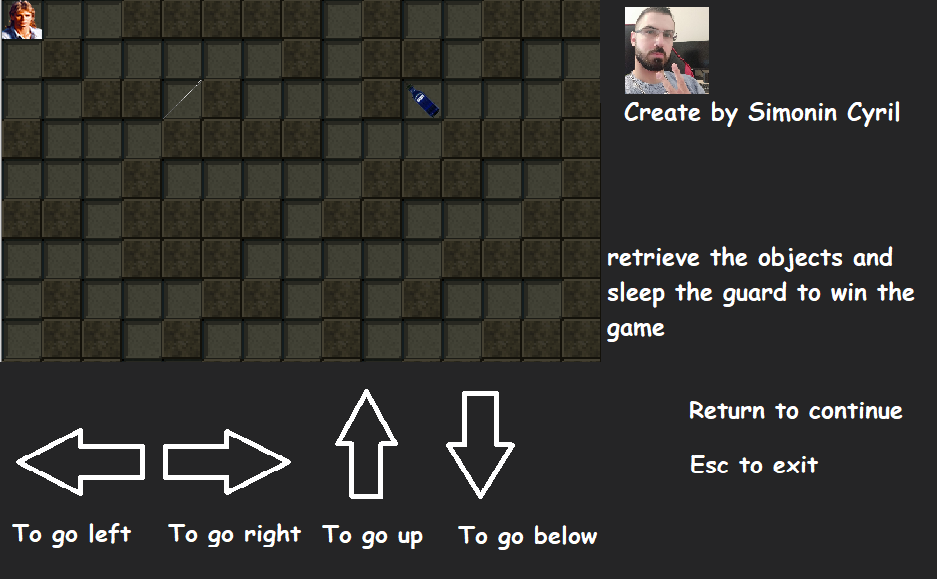 Create by Simonin Cyril
retrieve the objects and
sleep the guard to win the
game
Return to continue
Esc to exit
To go left
To go right
To go up
To go below